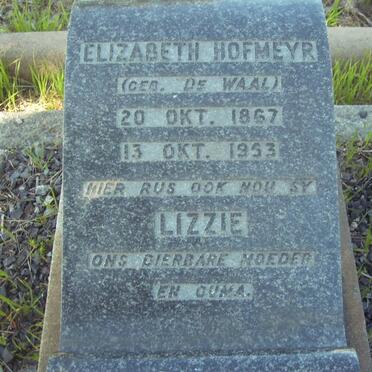 ELIZABETH HOFMEYR
(GEB. DE WAAL)
20 OKT. 1867
13 OKT. 1953
HIER RUS OOK NOU SY
LIZZIE
ONS DIERBARE MOEDER
EN OUMA.